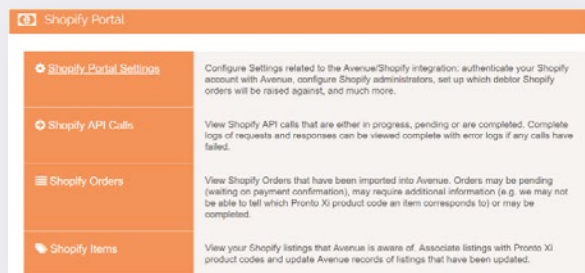 Shopify Portal
Shopify Portal Settings
Configure Settings related to the Avenue/Shopify integration: authenticate your Shopify
account with Avenue, configure Shopify administrators, set up which debtor Shopify
orders will be raised against, and much more.
Shopify API Calls
View Shopify API calls that are either in progress, pending or are completed. Complete
logs of requests and responses can be viewed complete with error logs if any calls have
failed.
Shopify Orders
View Shopify Orders that have been imported into Avenue. Orders may be pending
(waiting on payment confirmation), may require additional information (e.g. we may not
be able to tell which Pronto Xi product code an item corresponds to) or may be
completed.
Shopify Items
View your Shopify listings that Avenue is aware of. Associate listings with Pronto Xi
product codes and update Avenue records of listings that have been updated.